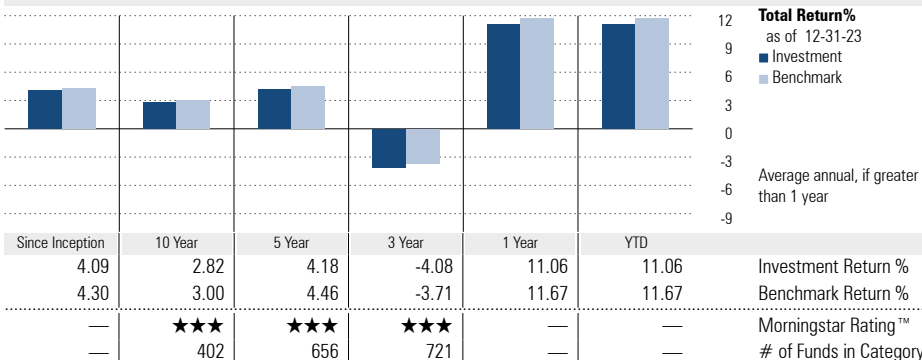 12
9
6
3
0
-3
-6
-9
Total Return%
as of 12-31-23
Investment
Benchmark
Average annual, if greater
than 1 year
Since Inception 10 Year 5 Year 3 Year 1 Year YTD
4.09 2.82 4.18 -4.08 11.06 11.06 Investment Return %
4.30 3.00 4.46 -3.71 11.67 11.67 Benchmark Return %
— ★★★ ★★★ ★★★ — — Morningstar Rating™
— 402 656 721 — — # of Funds in Category